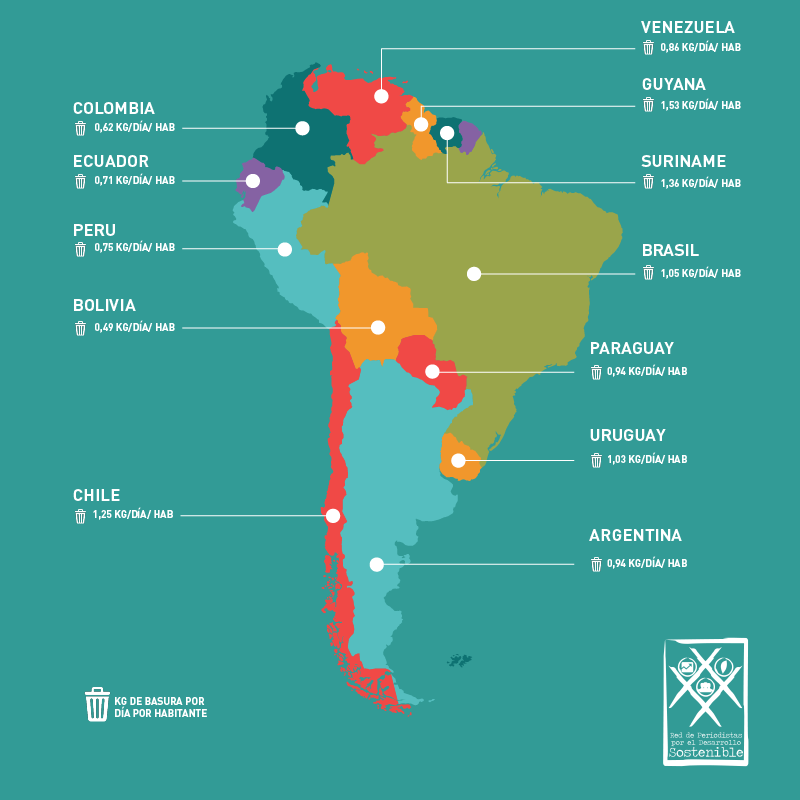 VENEZUELA
0,86 KG/DÍA/ HAB
GUYANA
1,53 KG/DÍA/ HAB
COLOMBIA
0,62 KG/DÍA/ HAB
ECUADOR
0,71 KG/DÍA/ HAB
SURINAME
1,36 KG/DÍA/ HAB
PERU
0,75 KG/DÍA/ HAB
BRASIL
1,05 KG/DÍA/ HAB
BOLIVIA
0,49 KG/DÍA/ HAB
PARAGUAY
0,94 KG/DÍA/ HAB
URUGUAY
1,03 KG/DÍA/ HAB
CHILE
1,25 KG/DÍA/ HAB
ARGENTINA
0,94 KG/DÍA/ HAB
KG DE BASURA POR
DÍA POR HABITANTE
Red de Periodistas
por el Desarrollo
Sostenible